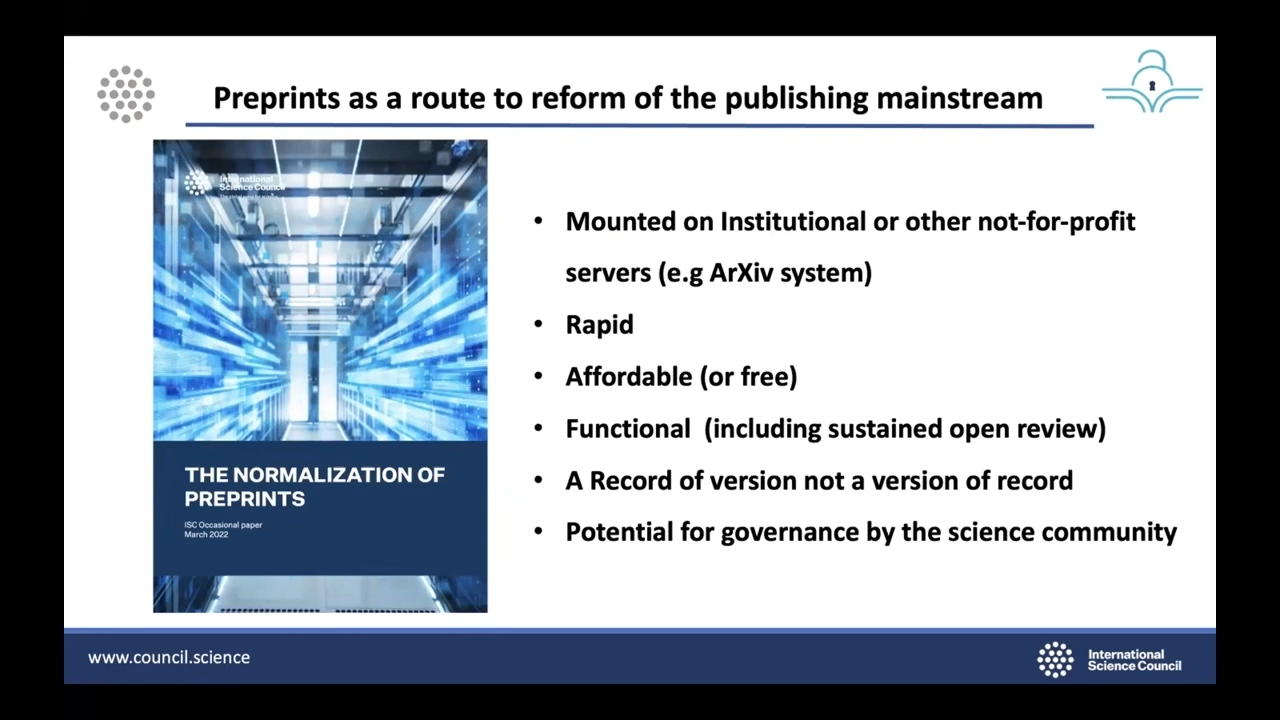 Preprints as a route to reform of the publishing mainstream
International
Science Council
THE NORMALIZATION OF
PREPRINTS
ISC Occasional paper
March 2022
• Mounted on Institutional or other not-for-profit
servers (e.g ArXiv system)
• Rapid
• Affordable (or free)
• Functional (including sustained open review)
• A Record of version not a version of record
• Potential for governance by the science community
www.council.science
International
Science Council